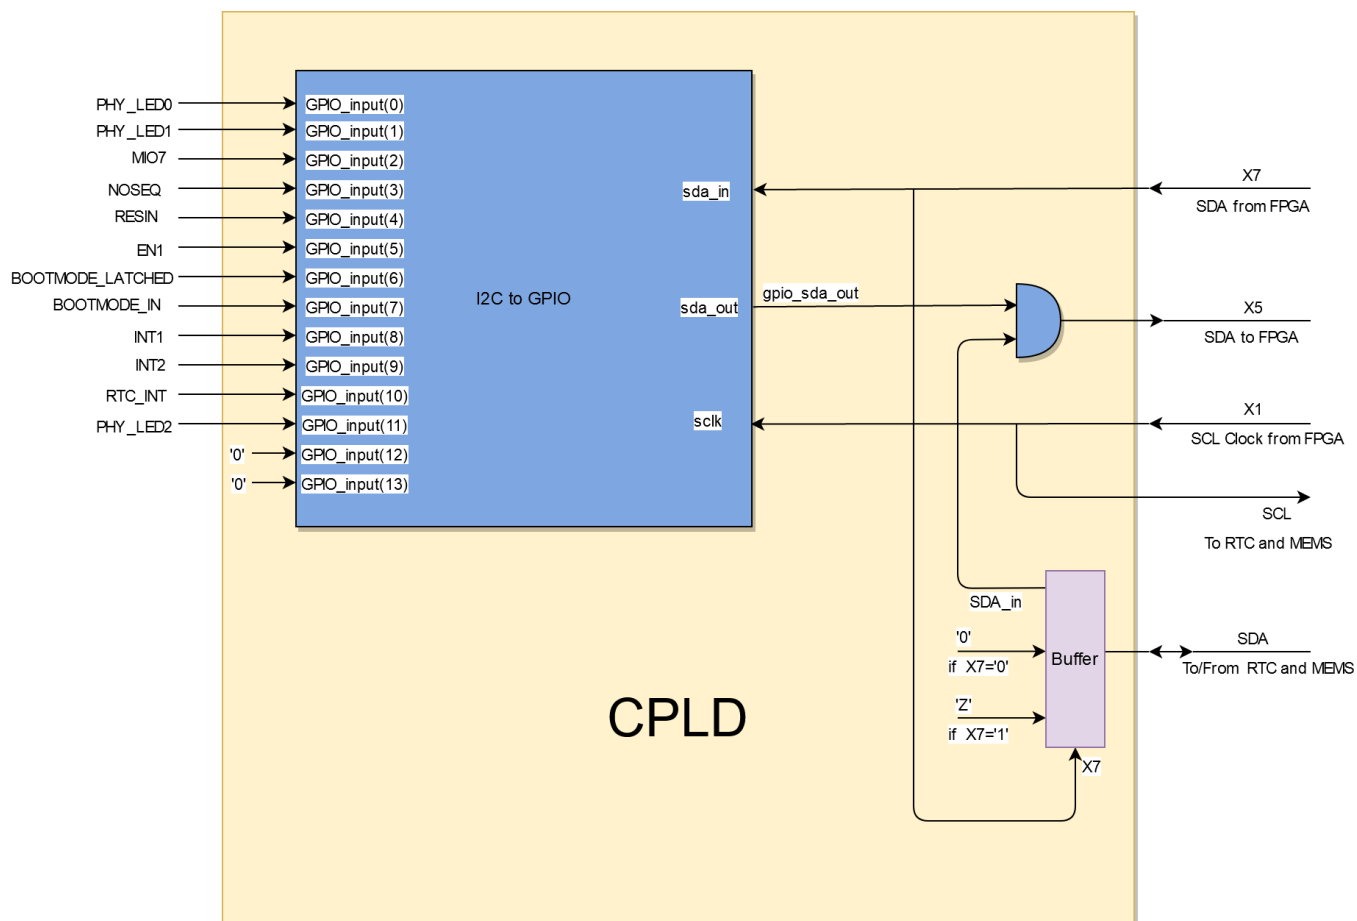 PHY_LED0
GPIO_input(0)
PHY_LED1
GPIO_input(1)
MIO7
GPIO_input(2)
NOSEQ
GPIO_input(3)
RESIN
GPIO_input(4)
EN1
GPIO_input(5)
BOOTMODE_LATCHED
GPIO_input(6)
BOOTMODE_IN
GPIO_input(7)
INT1
GPIO_input(8)
INT2
GPIO_input(9)
RTC_INT
GPIO_input(10)
PHY_LED2
GPIO_input(11)
'0'
GPIO_input(12)
'0'
GPIO_input(13)
I2C to GPIO
sda_in
sda_out
sclk
gpio_sda_out
X7
SDA from FPGA
X5
SDA to FPGA
X1
SCL Clock from FPGA
SCL
To RTC and MEMS
SDA_in
'0'
if X7='0'
'Z'
if X7='1'
Buffer
X7
SDA
To/From RTC and MEMS
CPLD